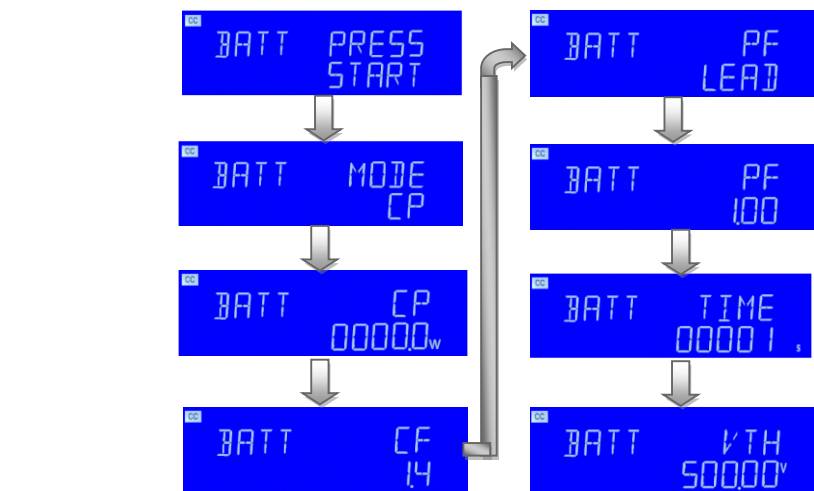 CC
BATT PRESS
START
CC
BATT MODE
CP
CC
BATT CP
0000.0W
CC
BATT CF
1.4
CC
BATT PF
LEAD
CC
BATT PF
1.00
CC
BATT TIME
00001 s
CC
BATT VTH
500.00V